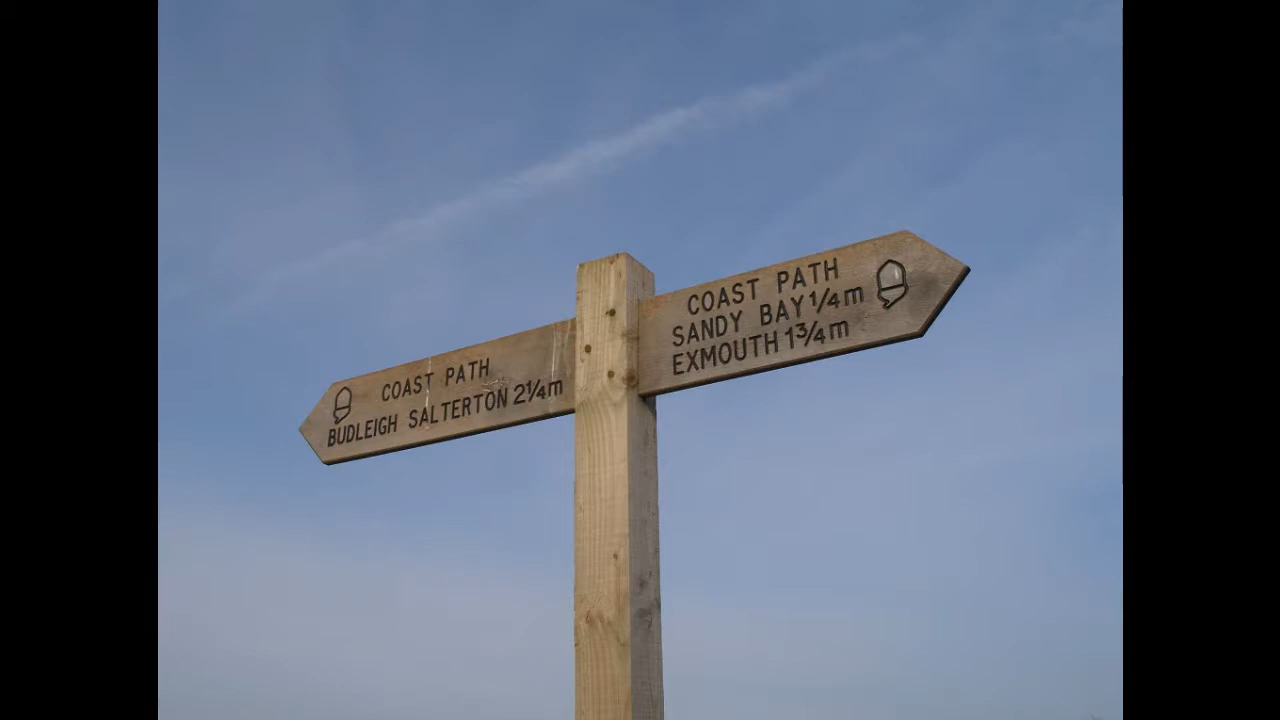 COAST PATH
BUDLEIGH SALTERTON 2¼m
COAST PATH
SANDY BAY ¼m
EXMOUTH 1¾m